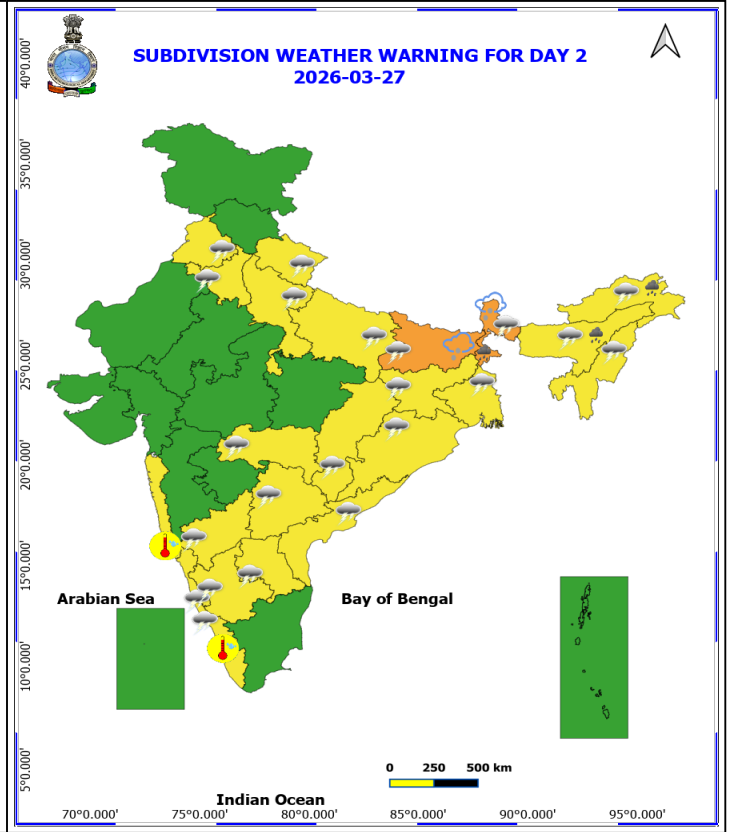 SUBDIVISION WEATHER WARNING FOR DAY 2
2026-03-27
40°0.000'
35°0.000'
30°0.000'
25°0.000'
20°0.000'
15°0.000'
Arabian Sea
Bay of Bengal
10°0.000'
5°0.000'
0 250 500 km
Indian Ocean
70°0.000' 75°0.000' 80°0.000' 85°0.000' 90°0.000' 95°0.000'